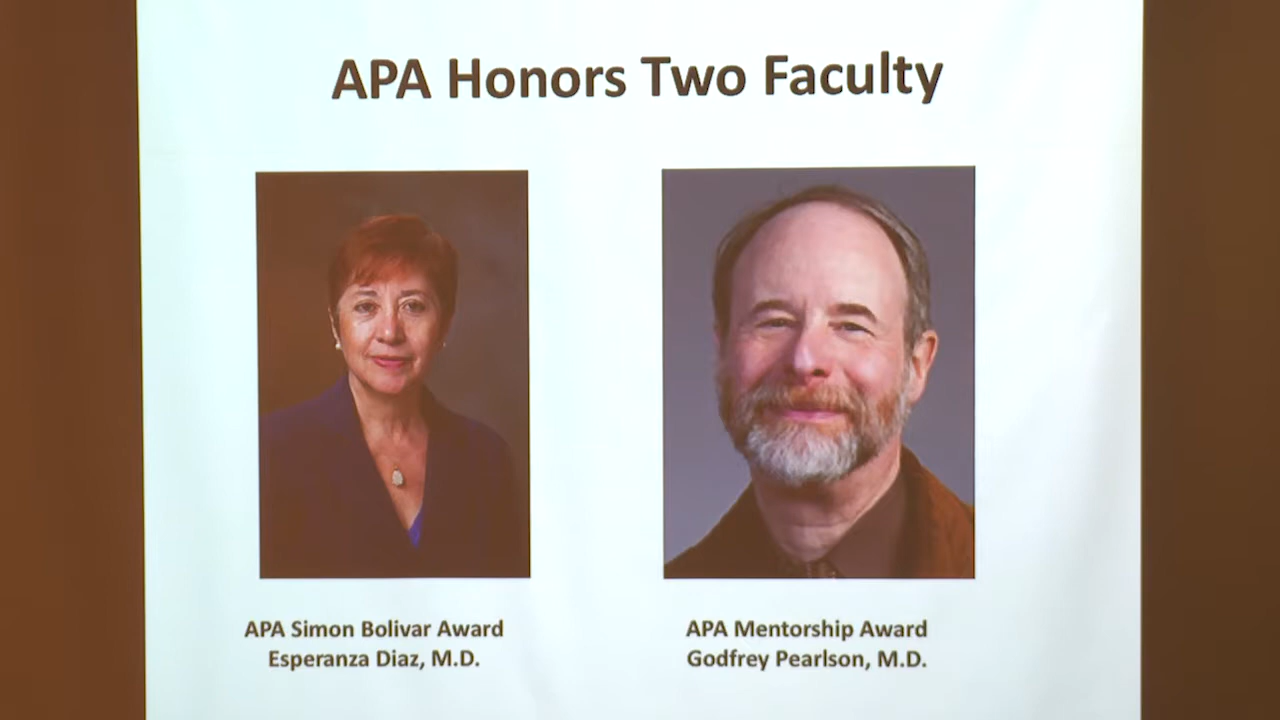 APA Honors Two Faculty
APA Simon Bolivar Award
Esperanza Diaz, M.D.
APA Mentorship Award
Godfrey Pearlson, M.D.